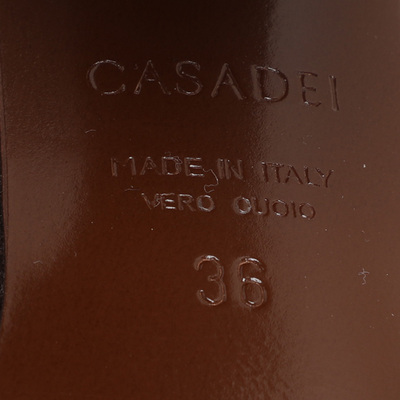 CASADEI
MADE IN ITALY
VERO CUOIO
36